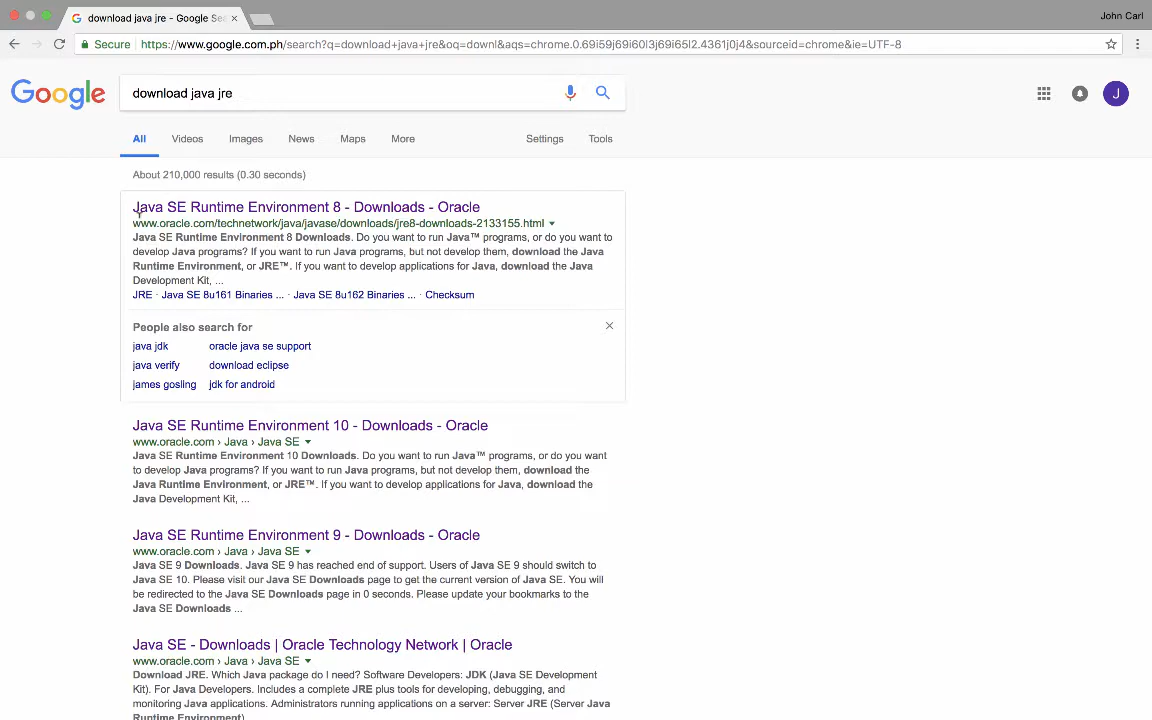 download java jre - Google Sea
John Carl
Secure
https://www.google.com.ph/search?q=download+java+jre&oq=downl&aqs=chrome.0.69i59j69i60l3j69i65l2.4361j0j4&sourceid=chrome&ie=UTF-8
Google
download java jre
J
All
Videos
Images
News
Maps
More
Settings
Tools
About 210,000 results (0.30 seconds)
Java SE Runtime Environment 8 - Downloads - Oracle
www.oracle.com/technetwork/java/javase/downloads/jre8-downloads-2133155.html
Java SE Runtime Environment 8 Downloads. Do you want to run Java™ programs, or do you want to
develop Java programs? If you want to run Java programs, but not develop them, download the Java
Runtime Environment, or JRE™. If you want to develop applications for Java, download the Java
Development Kit, ...
JRE · Java SE 8u161 Binaries ... · Java SE 8u162 Binaries ... · Checksum
People also search for
java jdk
oracle java se support
java verify
download eclipse
james gosling
jdk for android
Java SE Runtime Environment 10 - Downloads - Oracle
www.oracle.com › Java › Java SE
Java SE Runtime Environment 10 Downloads. Do you want to run Java™ programs, or do you want
to develop Java programs? If you want to run Java programs, but not develop them, download the
Java Runtime Environment, or JRE™. If you want to develop applications for Java, download the
Java Development Kit, ...
Java SE Runtime Environment 9 - Downloads - Oracle
www.oracle.com › Java › Java SE
Java SE 9 Downloads. Java SE 9 has reached end of support. Users of Java SE 9 should switch to
Java SE 10. Please visit our Java SE Downloads page to get the current version of Java SE. You will
be redirected to the Java SE Downloads page in 0 seconds. Please update your bookmarks to the
Java SE Downloads ...
Java SE - Downloads | Oracle Technology Network | Oracle
www.oracle.com › Java › Java SE
Download JRE. Which Java package do I need? Software Developers: JDK (Java SE Development
Kit). For Java Developers. Includes a complete JRE plus tools for developing, debugging, and
monitoring Java applications. Administrators running applications on a server: Server JRE (Server Java
Runtime Environment)